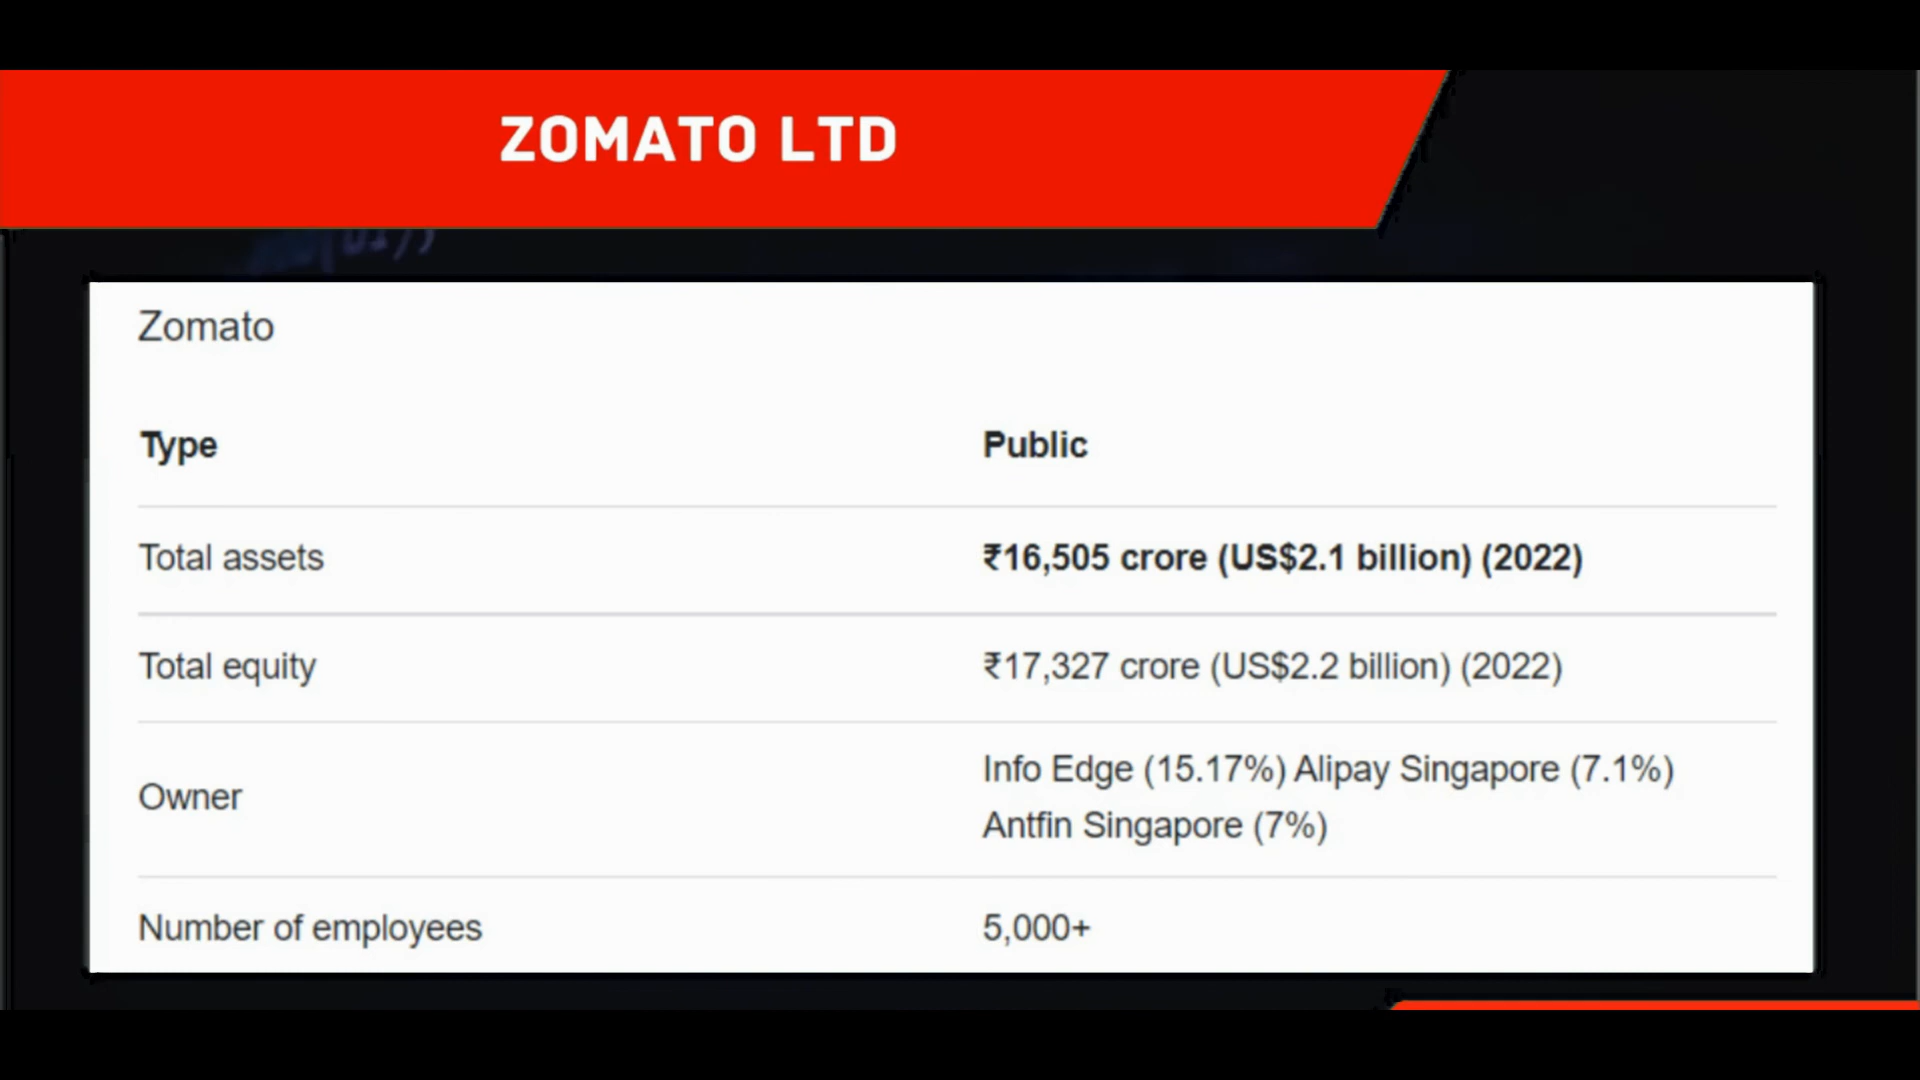 ZOMATO LTD
Zomato
Type Public
Total assets ₹16,505 crore (US$2.1 billion) (2022)
Total equity ₹17,327 crore (US$2.2 billion) (2022)
Owner Info Edge (15.17%) Alipay Singapore (7.1%)
Antfin Singapore (7%)
Number of employees 5,000+